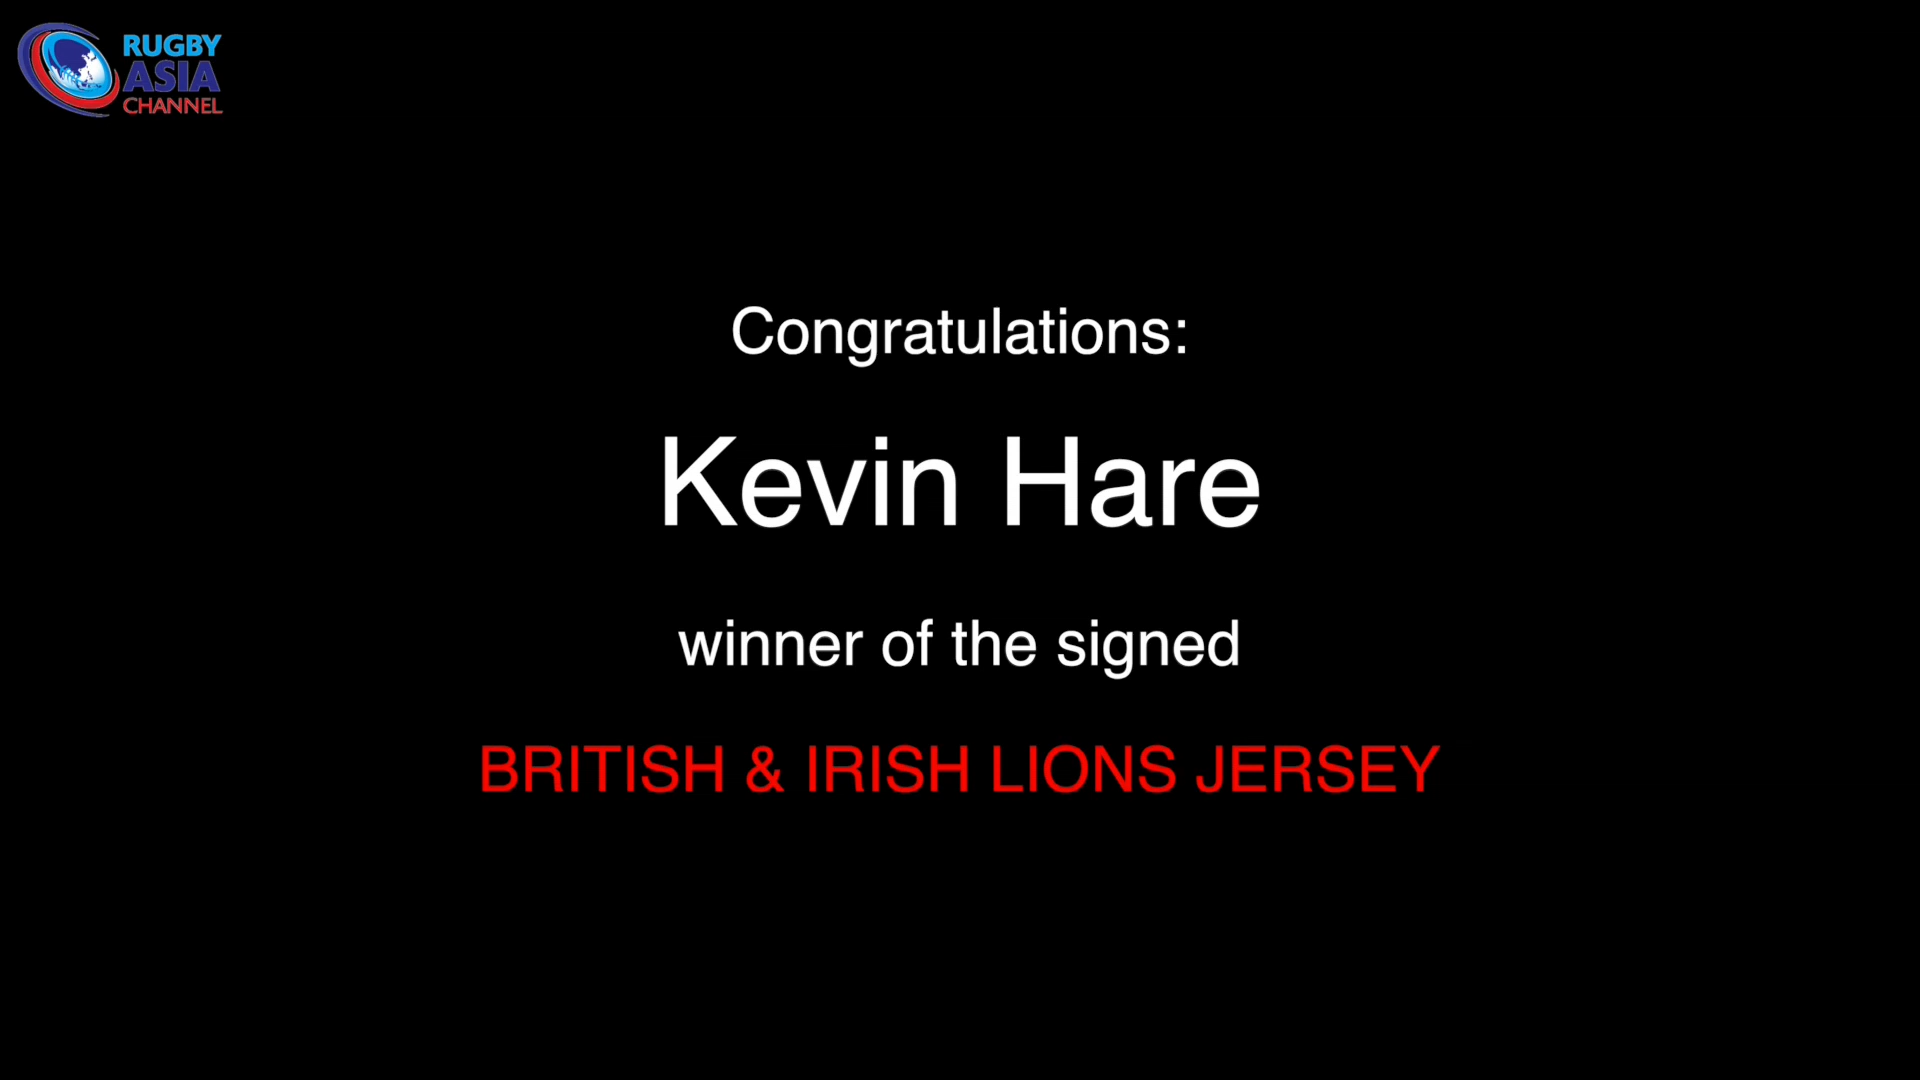 RUGBY
ASIA
CHANNEL
Congratulations:
Kevin Hare
winner of the signed
BRITISH & IRISH LIONS JERSEY